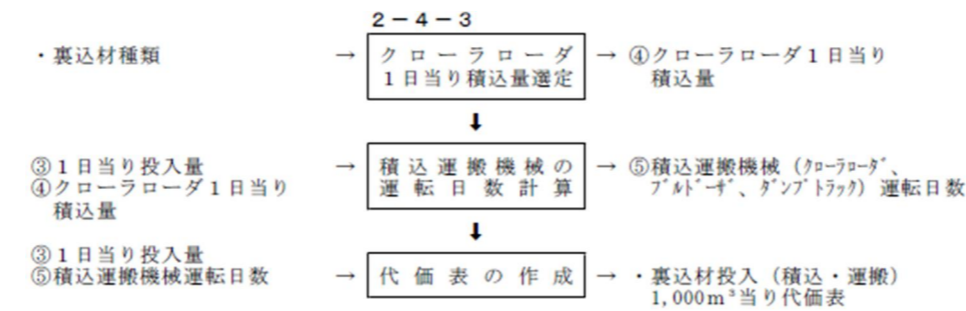 2－4－3
・裏込材種類 → クローラローダ → ④クローラローダ1日当り
1日当り積込量選定 積込量
⬇
③1日当り投入量 → 積込運搬機械の → ⑤積込運搬機械（ｸﾛｰﾗﾛｰﾀﾞ、
④クローラローダ1日当り 運転日数計算 ﾌﾞﾙﾄﾞｰｻﾞ、ﾀﾞﾝﾌﾟﾄﾗｯｸ）運転日数
積込量
⬇
③1日当り投入量
⑤積込運搬機械運転日数 → 代価表の作成 → ・裏込材投入（積込・運搬）
1,000m³当り代価表